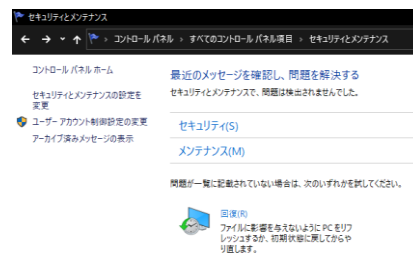 セキュリティとメンテナンス
コントロール パネル › すべてのコントロール パネル項目 › セキュリティとメンテナンス
コントロール パネル ホーム
セキュリティとメンテナンスの設定を
変更
ユーザー アカウント制御設定の変更
アーカイブ済みメッセージの表示
最近のメッセージを確認し、問題を解決する
セキュリティとメンテナンスで、問題は検出されませんでした。
セキュリティ(S)
メンテナンス(M)
問題が一覧に記載されていない場合は、次のいずれかを試してください。
回復(R)
ファイルに影響を与えないように PC をリフ
レッシュするか、初期状態に戻してからや
り直します。